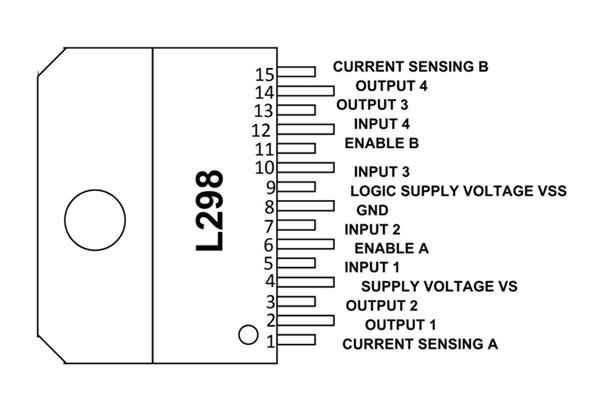 15 CURRENT SENSING B
14 OUTPUT 4
13 OUTPUT 3
12 INPUT 4
11 ENABLE B
10 INPUT 3
9 LOGIC SUPPLY VOLTAGE VSS
8 GND
7 INPUT 2
6 ENABLE A
5 INPUT 1
4 SUPPLY VOLTAGE VS
3 OUTPUT 2
2 OUTPUT 1
1 CURRENT SENSING A
L298